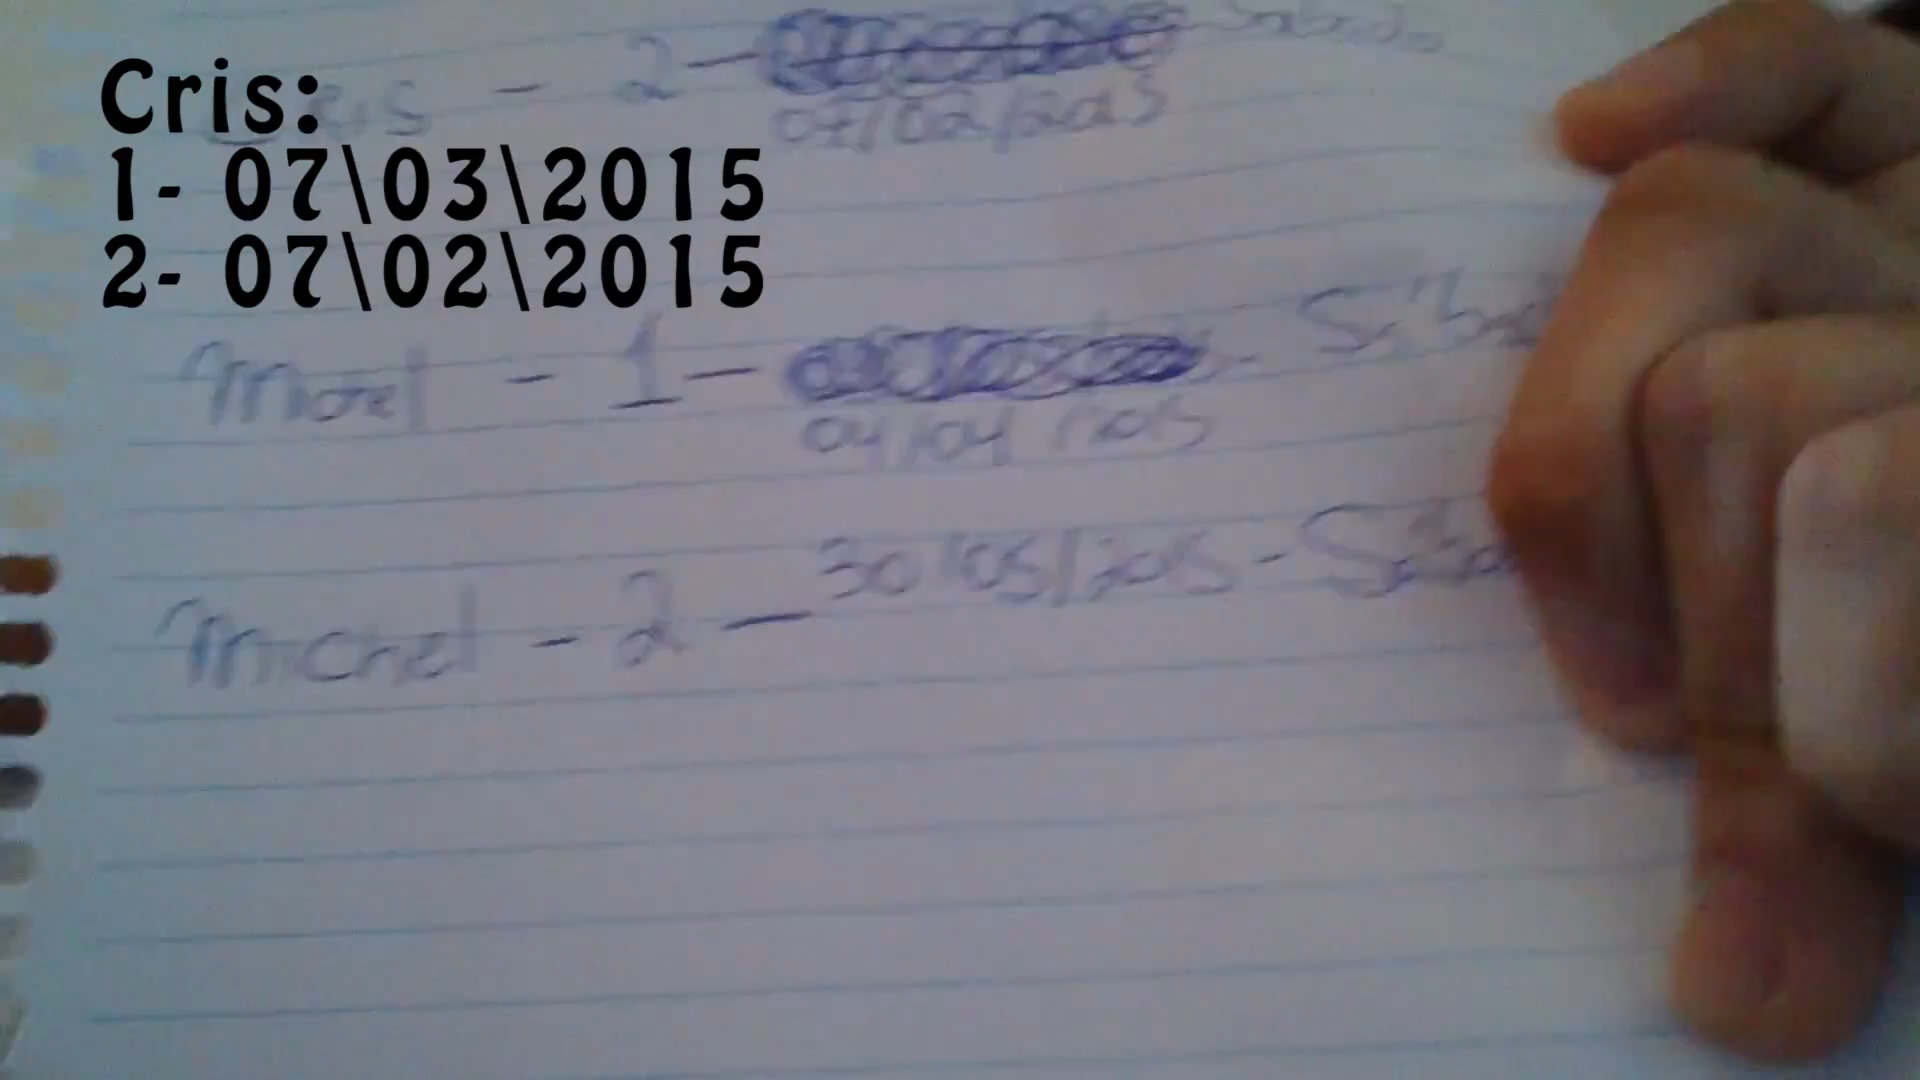 Cris:
1- 07\03\2015
2- 07\02\2015
Cris - 2 -
07/02/2015
Michel - 1 -
04/04/2015
Michel - 2 - 30/05/2015 -